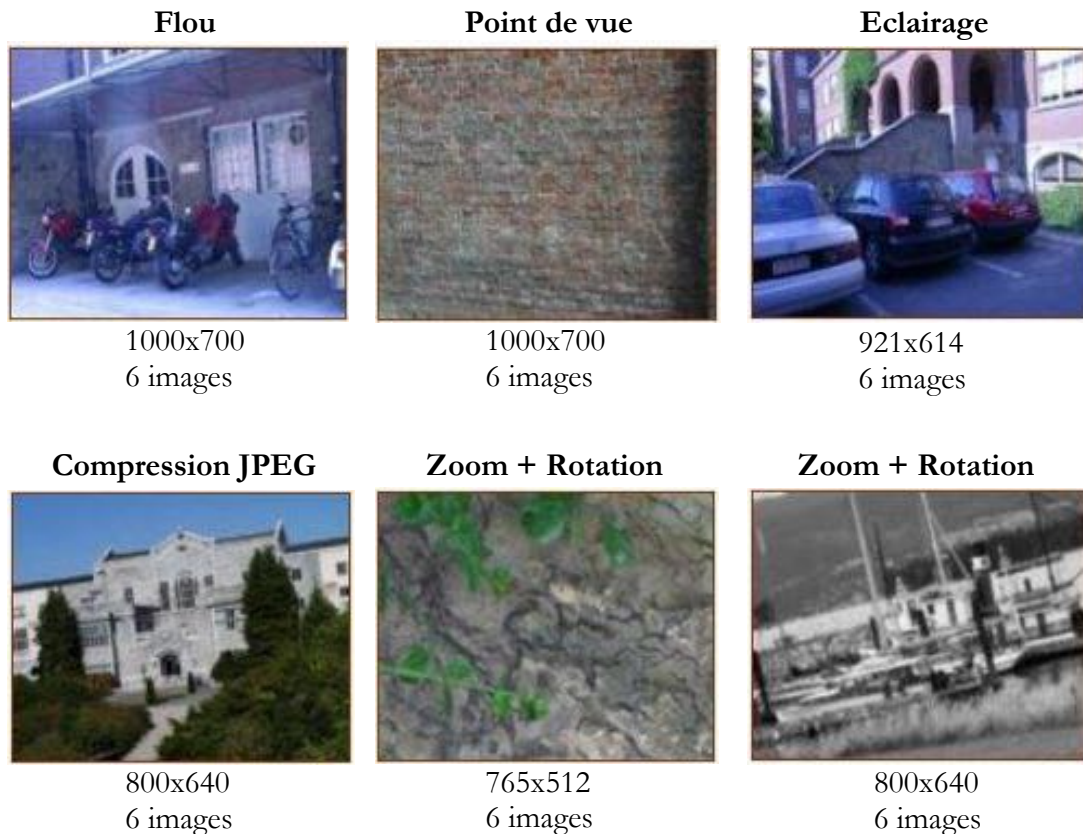 Flou
Point de vue
Eclairage
1000x700
6 images
1000x700
6 images
921x614
6 images
Compression JPEG
Zoom + Rotation
Zoom + Rotation
800x640
6 images
765x512
6 images
800x640
6 images